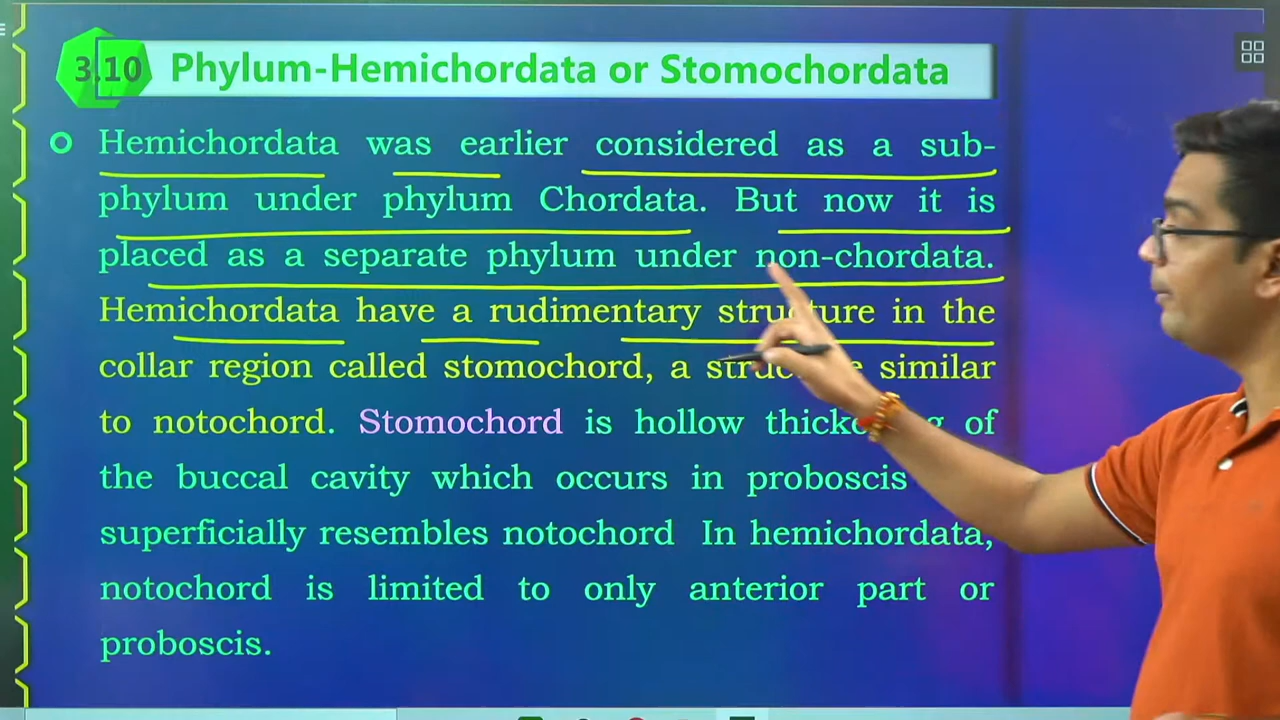 3.10 Phylum-Hemichordata or Stomochordata
Hemichordata was earlier considered as a sub-
phylum under phylum Chordata. But now it is
placed as a separate phylum under non-chordata.
Hemichordata have a rudimentary structure in the
collar region called stomochord, a similar
to notochord. Stomochord is hollow of
the buccal cavity which occurs in proboscis
superficially resembles notochord In hemichordata,
notochord is limited to only anterior part or
proboscis.